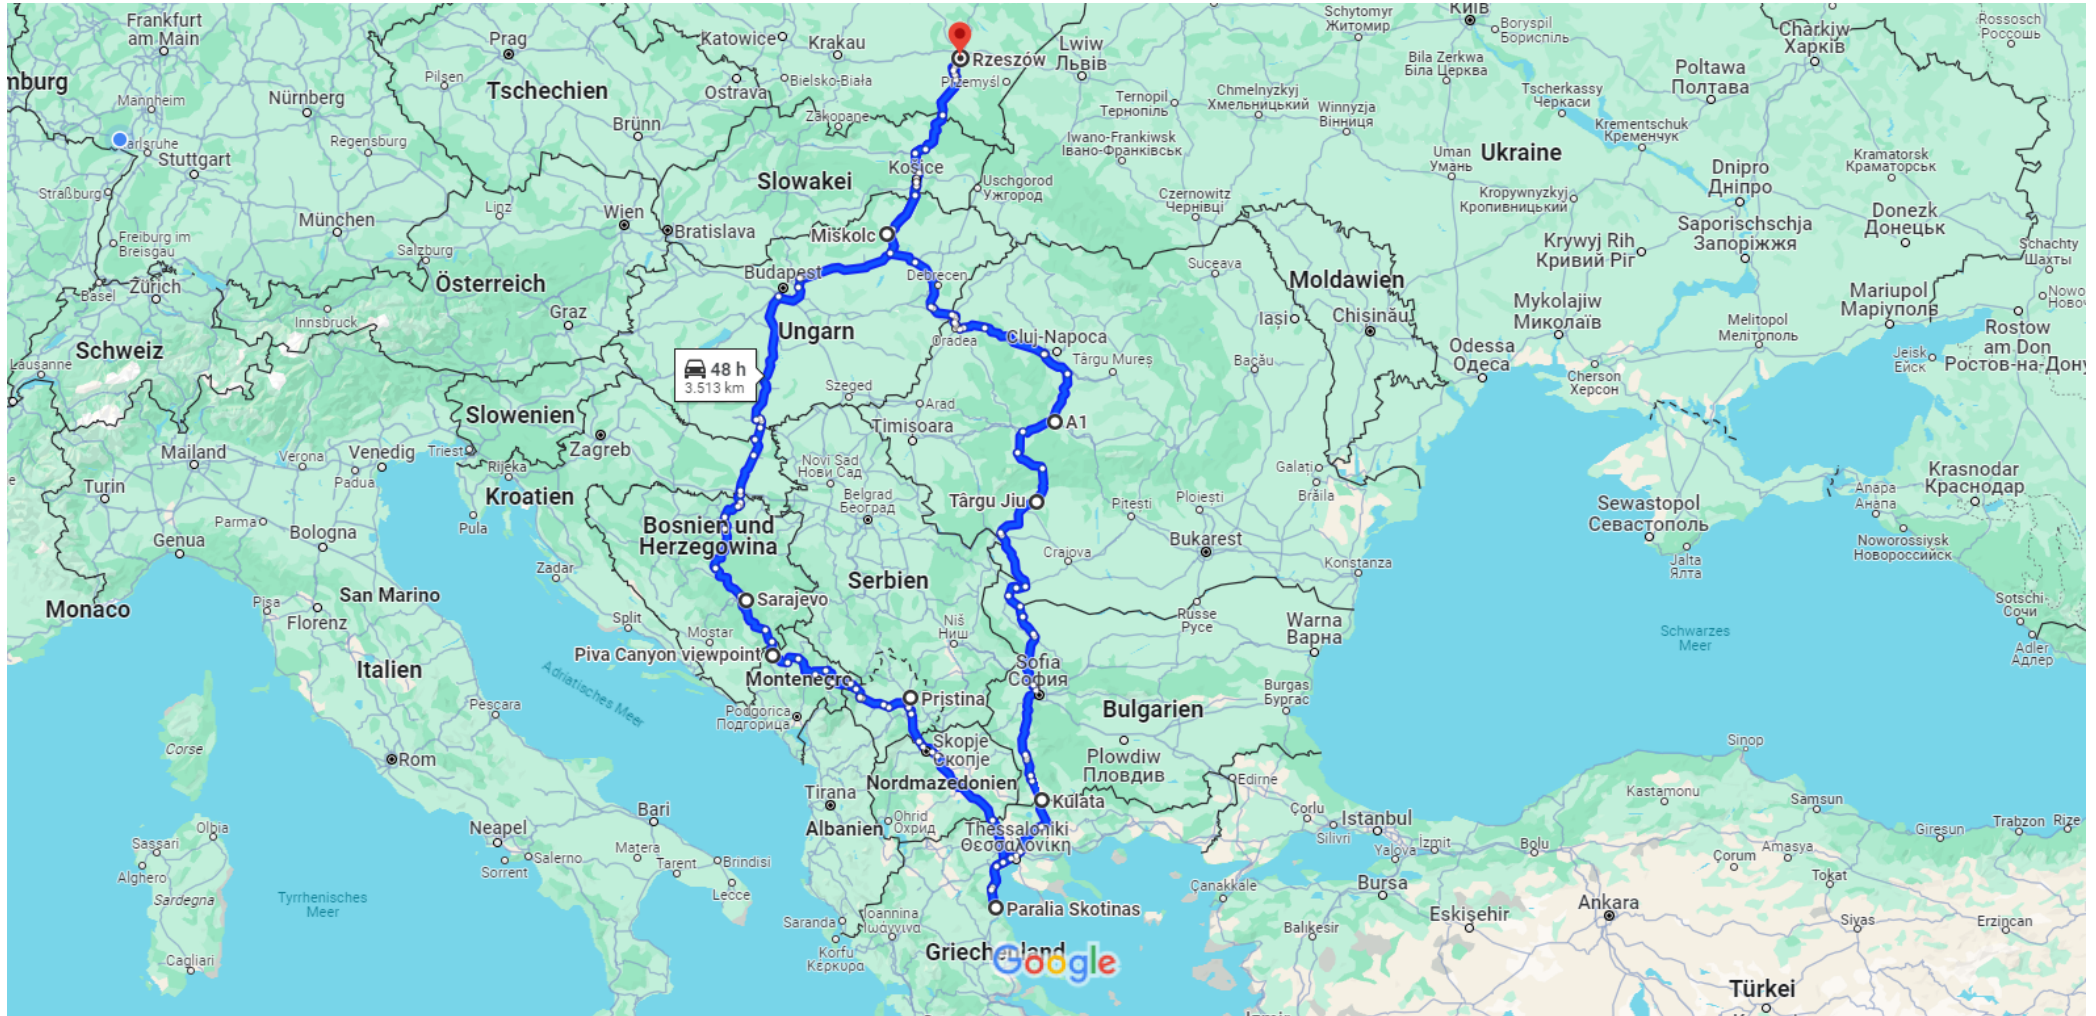 Frankfurt
am Main
Prag
Katowice
Krakau
Rzeszów
Przemyśl
Lwiw
Львів
Schytomyr
Житомир
Київ
Boryspil
Бориспіль
Charkiw
Харків
Rossosch
Россошь
mburg
Mannheim
Nürnberg
Pilsen
Tschechien
Ostrava
Bielsko-Biała
Ternopil
Тернопіль
Chmelnyzkyj
Хмельницький
Winnyzja
Вінниця
Bila Zerkwa
Біла Церква
Tscherkassy
Черкаси
Poltawa
Полтава
Karlsruhe
Stuttgart
Regensburg
Brünn
Zakopane
Krementschuk
Кременчук
Iwano-Frankiwsk
Івано-Франківськ
Uman
Умань
Ukraine
Dnipro
Дніпро
Kramatorsk
Краматорськ
Straßburg
Slowakei
Košice
Uschgorod
Ужгород
Czernowitz
Чернівці
Kropywnyzkyj
Кропивницький
Saporischschja
Запоріжжя
Donezk
Донецьк
München
Linz
Wien
Bratislava
Miskolc
Freiburg im
Breisgau
Salzburg
Krywyj Rih
Кривий Ріг
Schachty
Шахты
Basel
Zürich
Österreich
Budapest
Debrecen
Suceava
Moldawien
Mykolajiw
Миколаїв
Mariupol
Маріуполь
Nowo
Ново
Innsbruck
Graz
Ungarn
Oradea
Cluj-Napoca
Târgu Mureș
Iași
Chișinău
Melitopol
Мелітополь
Rostow
am Don
Ростов-на-Дону
Schweiz
Lausanne
48 h
3.513 km
Bacău
Odessa
Одеса
Cherson
Херсон
Jeisk
Ейск
Szeged
Arad
Slowenien
Timișoara
A1
Zagreb
Mailand
Verona
Venedig
Padua
Triest
Rijeka
Novi Sad
Нови Сад
Galați
Brăila
Krasnodar
Краснодар
Turin
Kroatien
Belgrad
Београд
Târgu Jiu
Pitești
Ploiești
Sewastopol
Севастополь
Anapa
Анапа
Parma
Bologna
Pula
Bosnien und
Herzegowina
Genua
Craiova
Bukarest
Konstanza
Jalta
Ялта
Noworossiysk
Новороссийск
Zadar
Serbien
Monaco
San Marino
Pisa
Florenz
Split
Sarajevo
Niš
Ниш
Russe
Русе
Warna
Варна
Schwarzes
Meer
Sotschi
Сочи
Mostar
Adler
Адлер
Italien
Adriatisches Meer
Piva Canyon viewpoint
Montenegro
Sofia
София
Pristina
Burgas
Бургас
Pescara
Podgorica
Подгорица
Bulgarien
Corse
Rom
Skopje
Скопје
Plowdiw
Пловдив
Sinop
Nordmazedonien
Edirne
Tirana
Kulata
Kastamonu
Samsun
Bari
Albanien
Ohrid
Охрид
Thessaloniki
Θεσσαλονίκη
Çorlu
Istanbul
Silivri
Yalova
İzmit
Bolu
Giresun
Trabzon
Rize
Olbia
Sassari
Neapel
Salerno
Sorrent
Matera
Tarent
Brindisi
Lecce
Çorum
Amasya
Tokat
Alghero
Sardegna
Tyrrhenisches
Meer
Çanakkale
Bursa
Ankara
Saranda
Ioannina
Ιωάννινα
Paralia Skotinas
Balıkesir
Eskişehir
Sivas
Erzincan
Korfu
Κέρκυρα
Griechenland
Google
Cagliari
Türkei